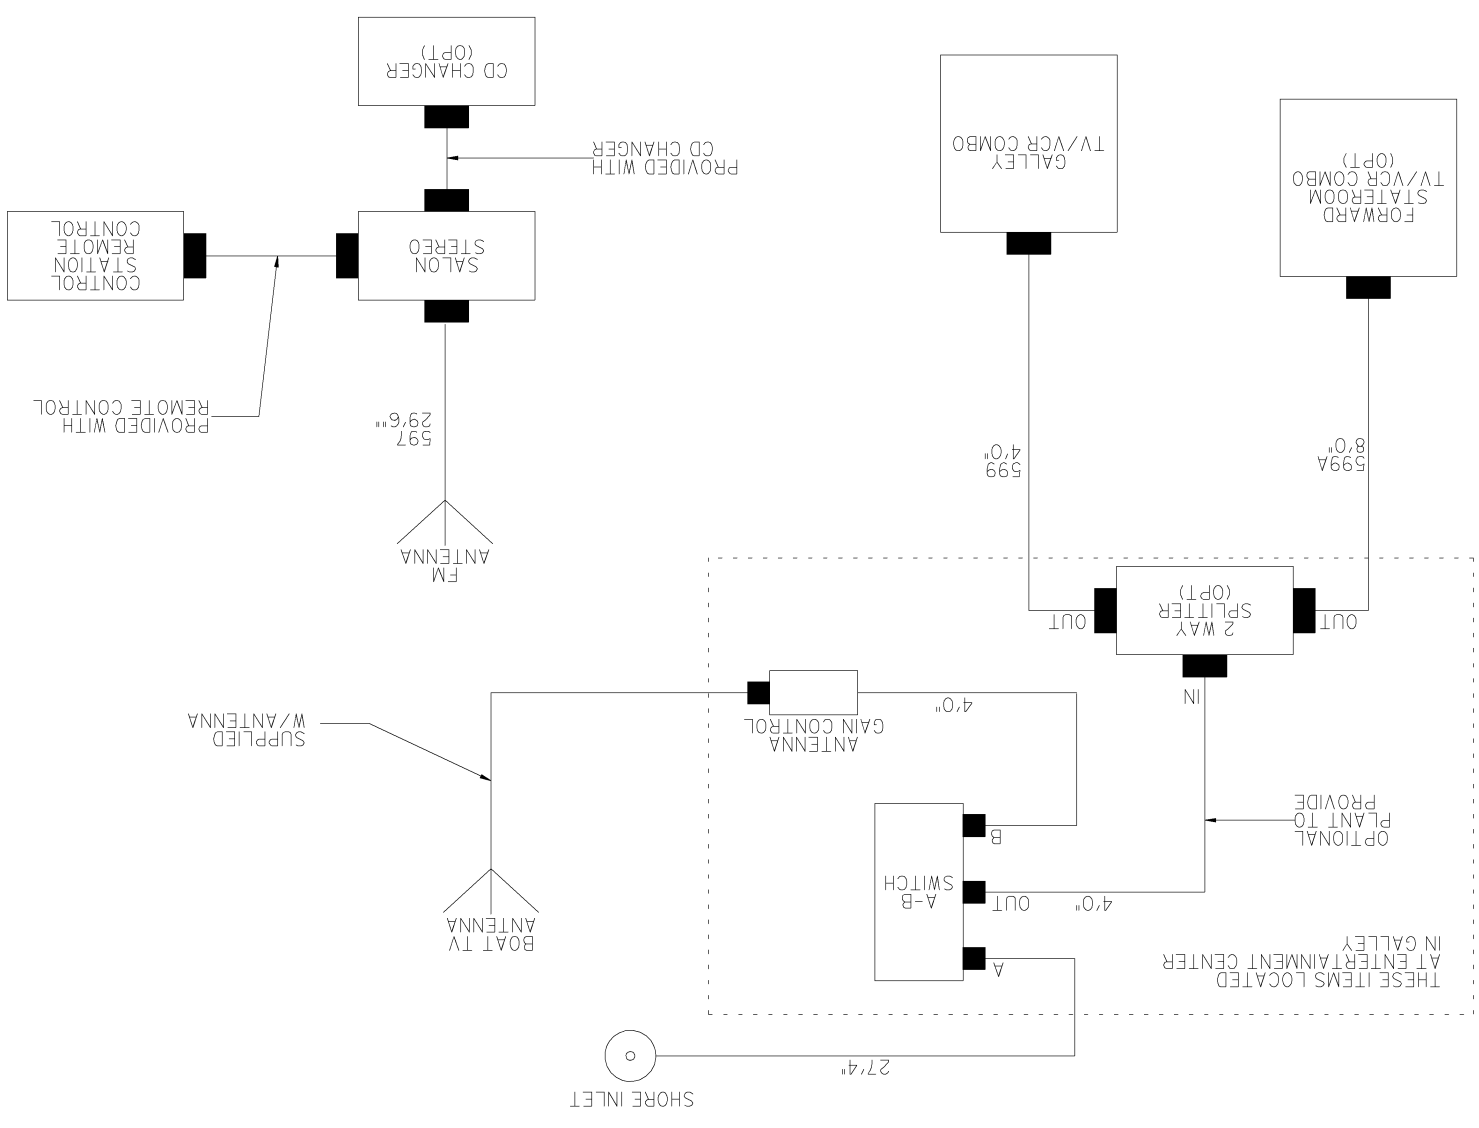 SHORE INLET
27'4"
THESE ITEMS LOCATED
AT ENTERTAINMENT CENTER
IN GALLEY
A
A-B
SWITCH
OUT
4'0"
B
OPTIONAL
PLANT TO
PROVIDE
BOAT TV
ANTENNA
SUPPLIED
W/ANTENNA
ANTENNA
GAIN CONTROL
4'0"
IN
2 WAY
SPLITTER
(OPT)
OUT
OUT
FM
ANTENNA
597
29'6""
599A
8'0"
599
4'0"
PROVIDED WITH
REMOTE CONTROL
FORWARD
STATEROOM
TV/VCR COMBO
(OPT)
GALLEY
TV/VCR COMBO
SALON
STEREO
CONTROL
STATION
REMOTE
CONTROL
PROVIDED WITH
CD CHANGER
CD CHANGER
(OPT)